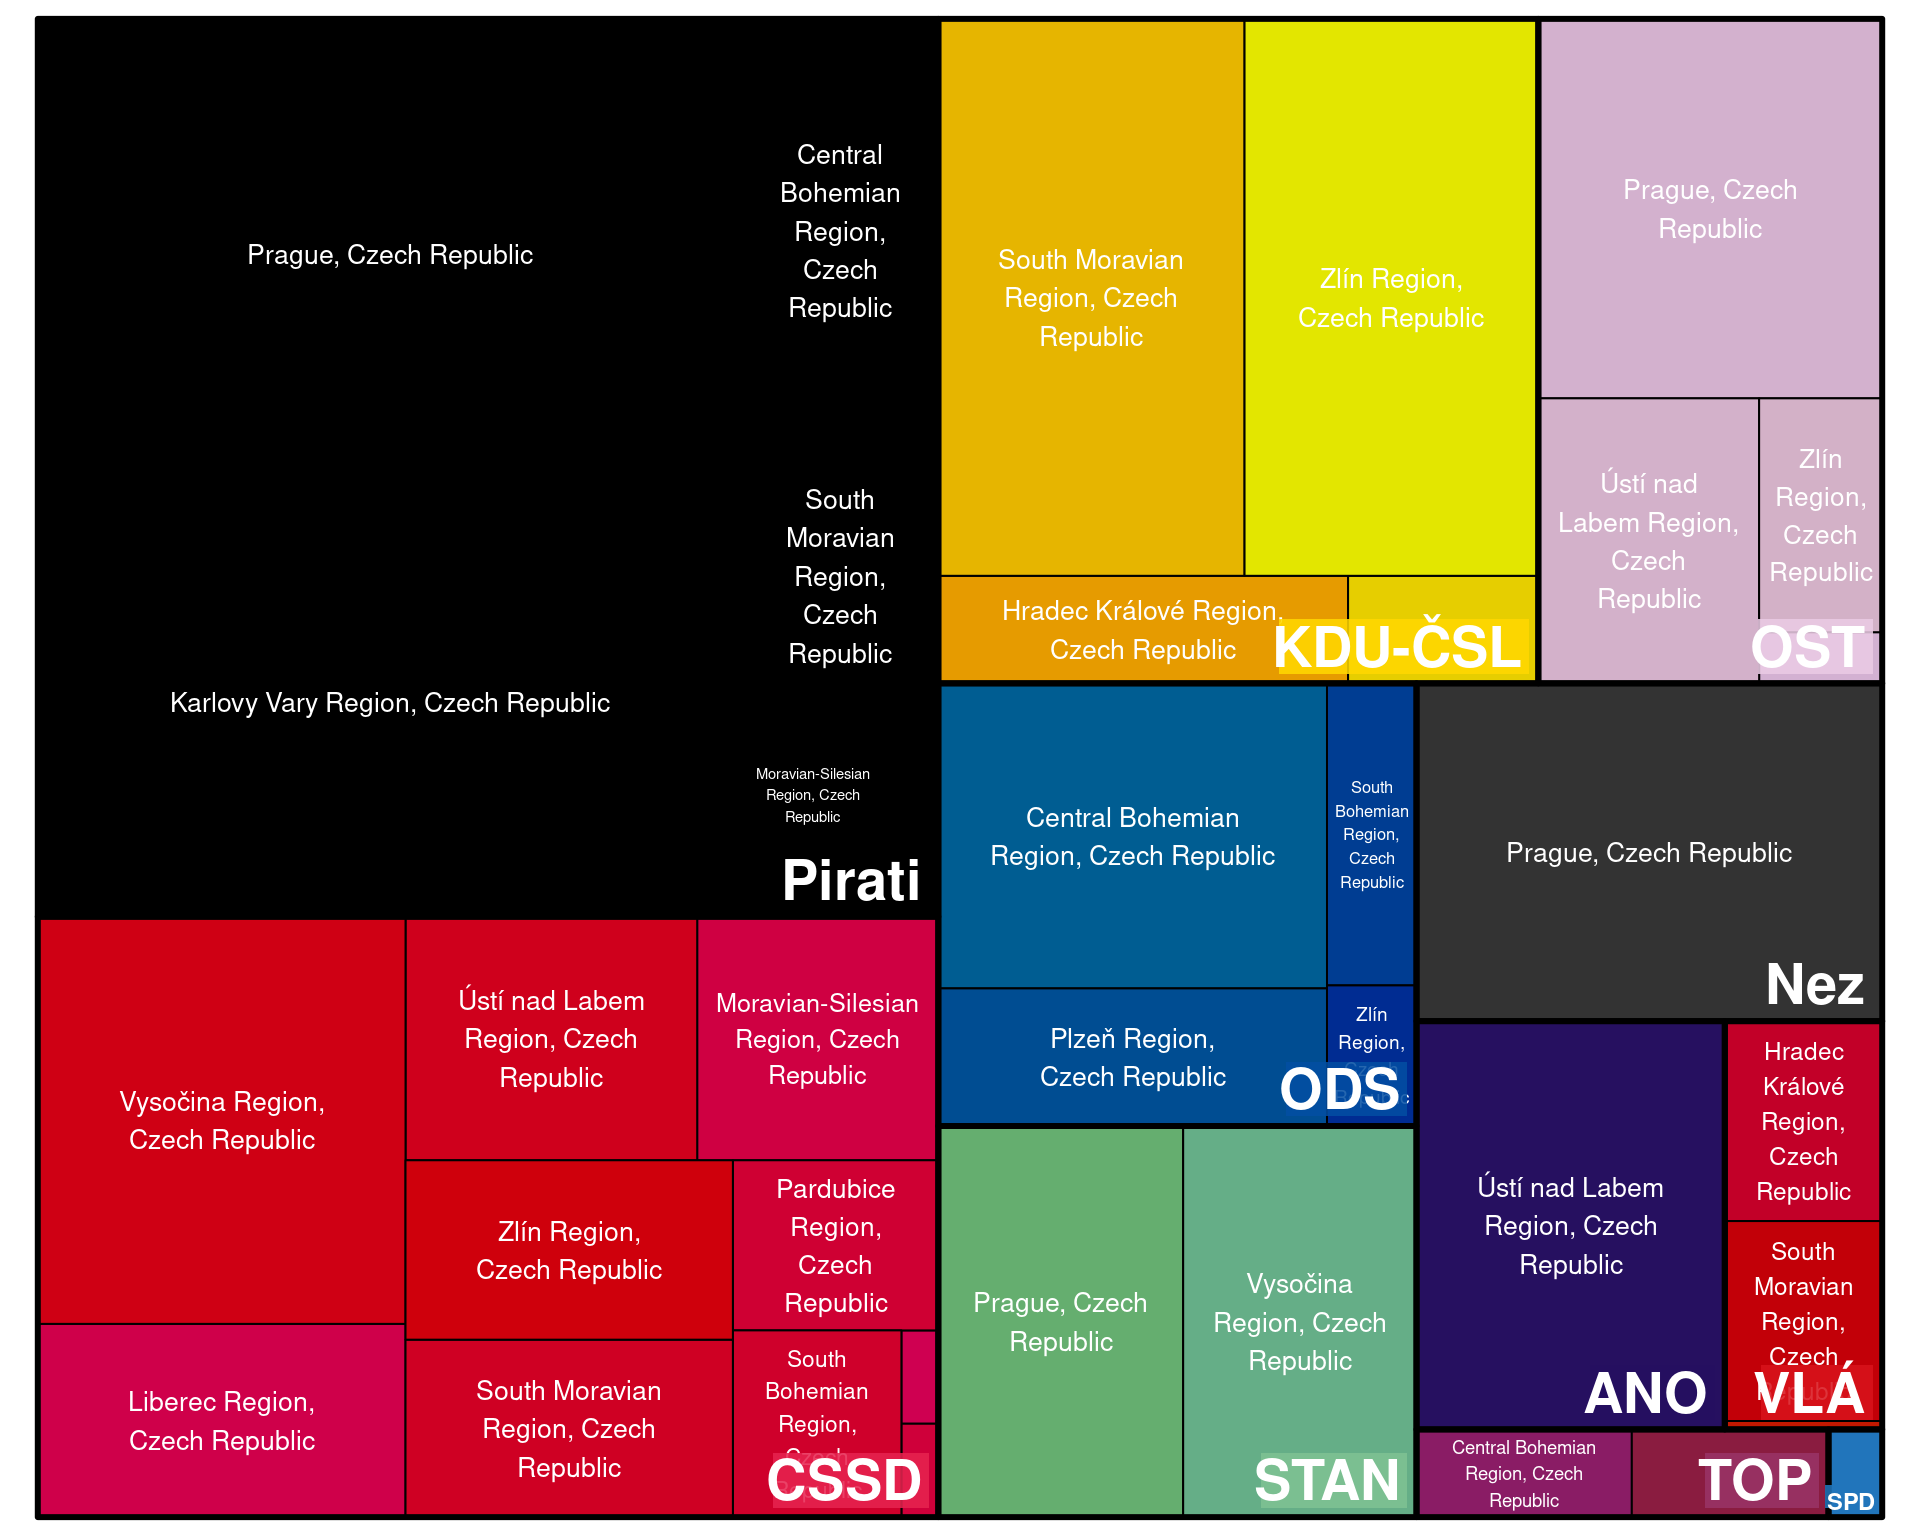 Prague, Czech Republic
Central
Bohemian
Region,
Czech
Republic
South
Moravian
Region,
Czech
Republic
Karlovy Vary Region, Czech Republic
Moravian-Silesian
Region, Czech
Republic
Pirati
South Moravian
Region, Czech
Republic
Zlín Region,
Czech Republic
Hradec Králové Region,
Czech Republic
KDU-ČSL
Prague, Czech
Republic
Ústí nad
Labem Region,
Czech
Republic
Zlín
Region,
Czech
Republic
OST
Central Bohemian
Region, Czech Republic
South
Bohemian
Region,
Czech
Republic
Plzeň Region,
Czech Republic
Zlín
Region,
Czech
Republic
ODS
Prague, Czech Republic
Nez
Vysočina Region,
Czech Republic
Ústí nad Labem
Region, Czech
Republic
Moravian-Silesian
Region, Czech
Republic
Zlín Region,
Czech Republic
Pardubice
Region,
Czech
Republic
Liberec Region,
Czech Republic
South Moravian
Region, Czech
Republic
South
Bohemian
Region,
Czech
Republic
CSSD
Prague, Czech
Republic
Vysočina
Region, Czech
Republic
STAN
Ústí nad Labem
Region, Czech
Republic
ANO
Hradec
Králové
Region,
Czech
Republic
South
Moravian
Region,
Czech
Republic
VLÁ
Central Bohemian
Region, Czech
Republic
TOP
SPD